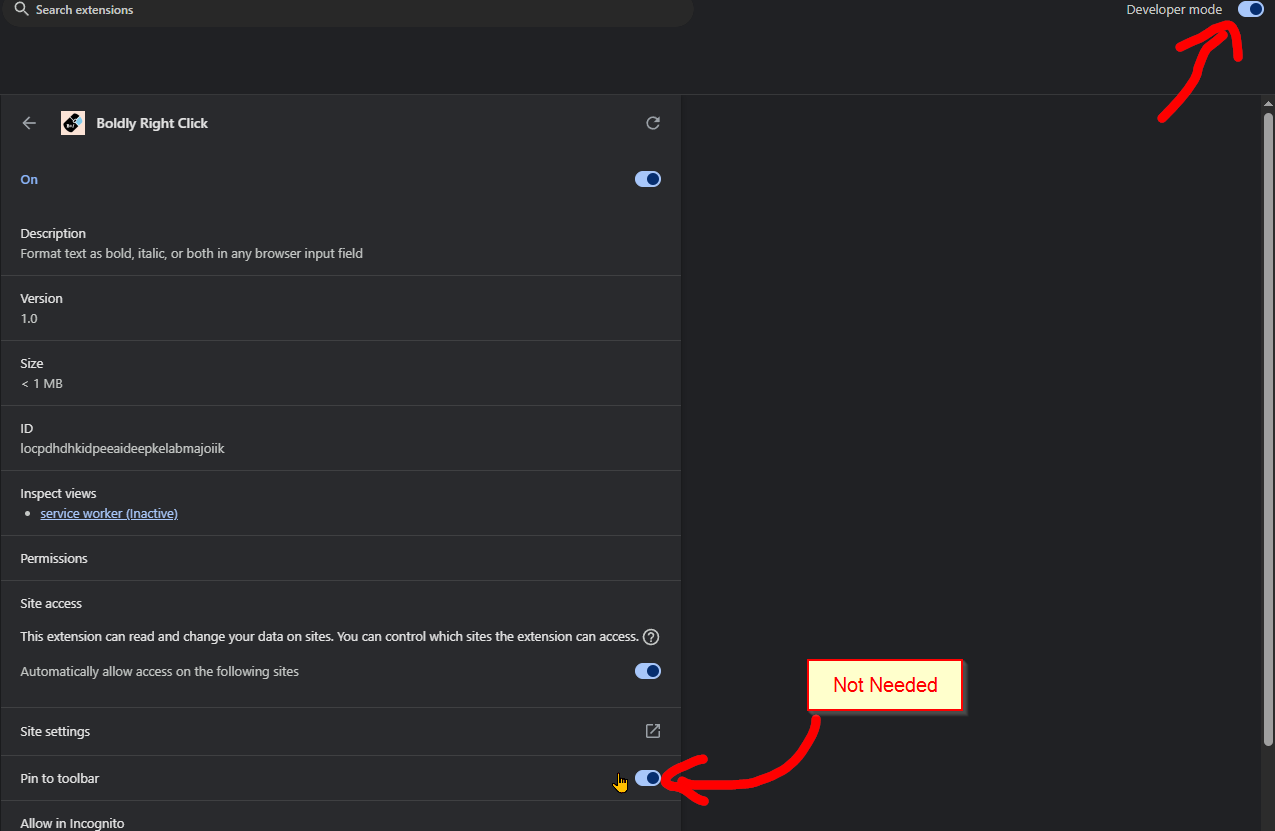 Search extensions
Developer mode
Boldly Right Click
On
Description
Format text as bold, italic, or both in any browser input field
Version
1.0
Size
< 1 MB
ID
locpdhdhkidpeeaideepkelabmajoiik
Inspect views
service worker (Inactive)
Permissions
Site access
This extension can read and change your data on sites. You can control which sites the extension can access.
Automatically allow access on the following sites
Not Needed
Site settings
Pin to toolbar
Allow in Incognito